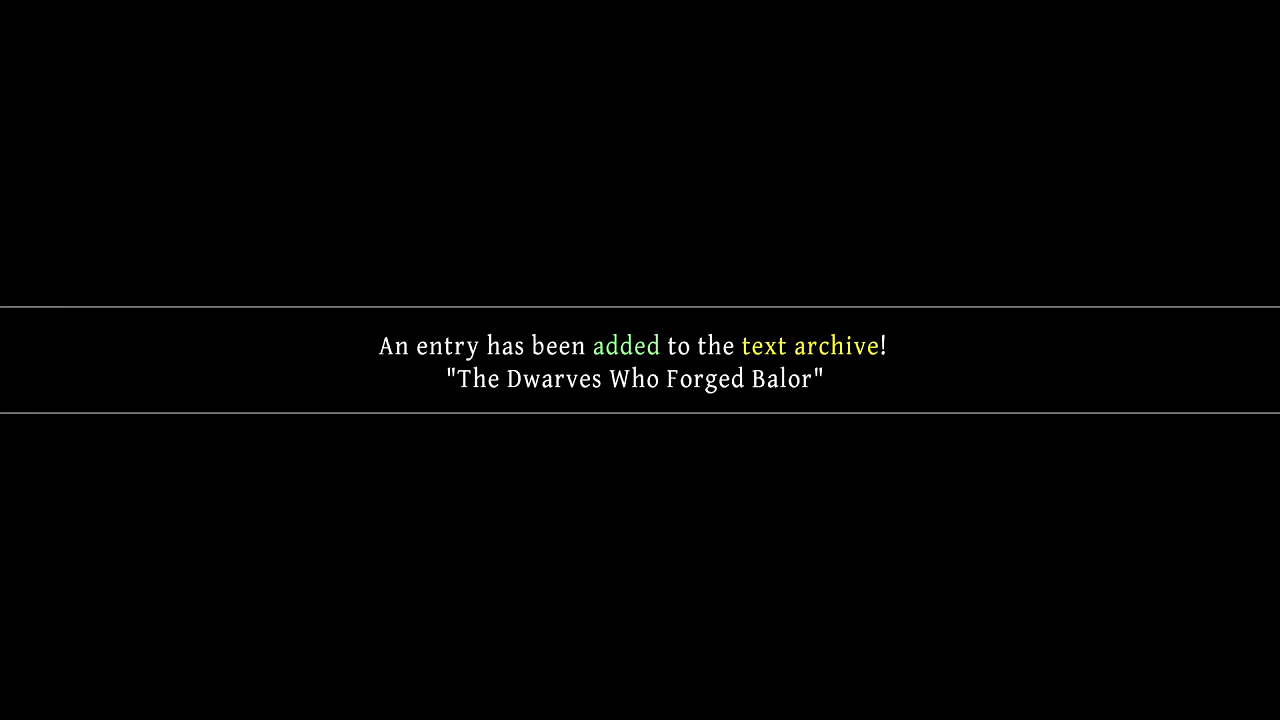 An entry has been added to the text archive!
"The Dwarves Who Forged Balor"